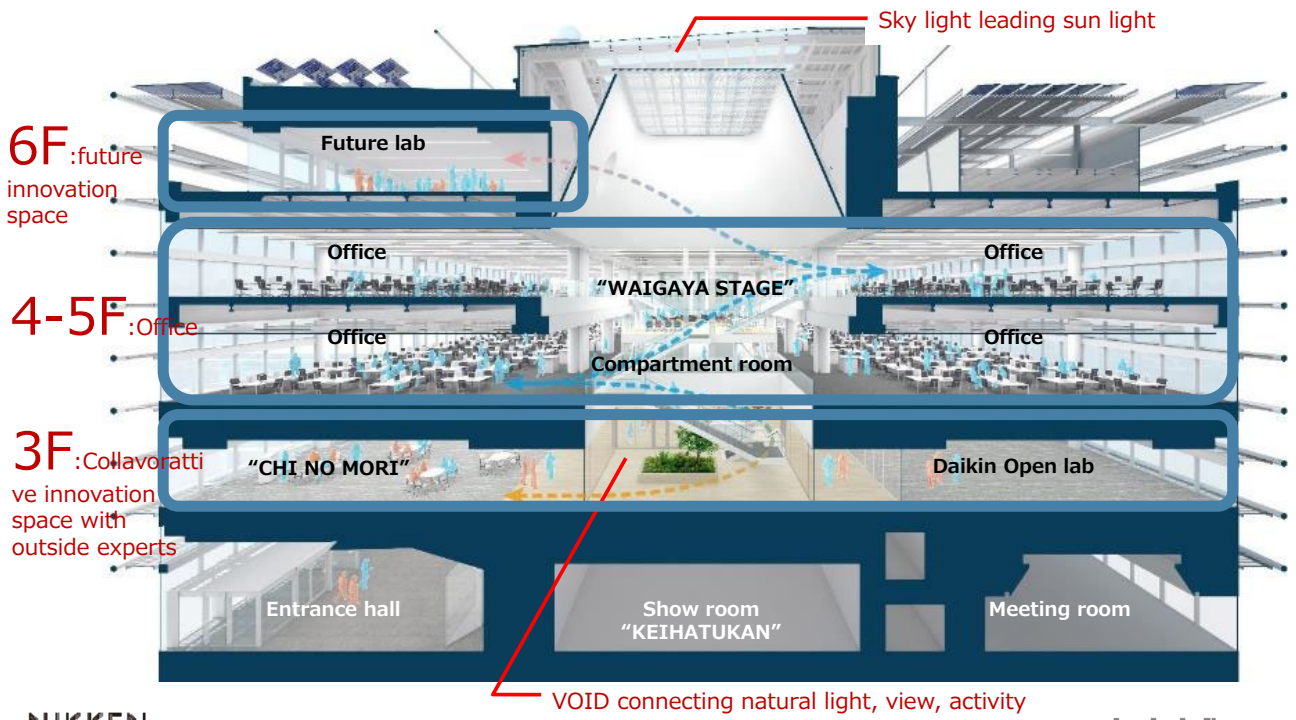 Sky light leading sun light
6F:future
innovation
space
Future lab
Office
Office
"WAIGAYA STAGE"
4-5F:Office
Office
Office
Compartment room
3F:Collavoratti
ve innovation
space with
outside experts
"CHI NO MORI"
Daikin Open lab
Entrance hall
Show room
"KEIHATUKAN"
Meeting room
VOID connecting natural light, view, activity
NIKKEN